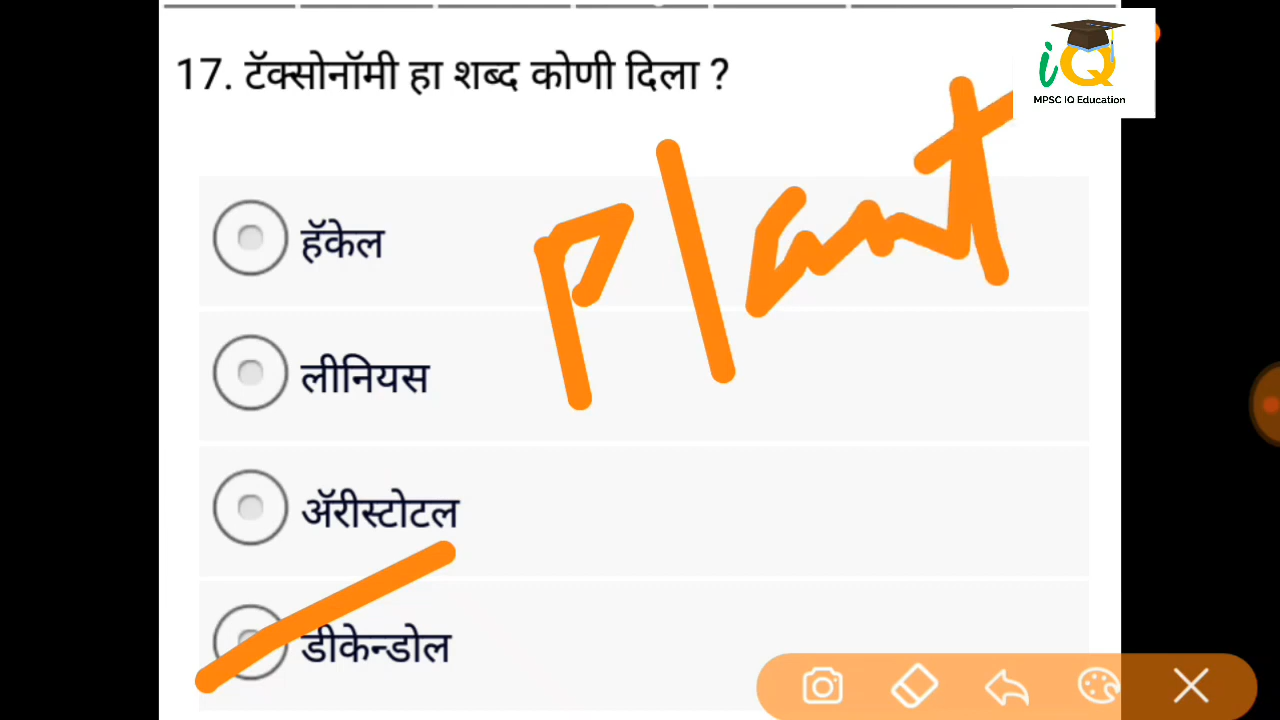 17. टॅक्सोनॉमी हा शब्द कोणी दिला ?
iQ
MPSC IQ Education
Plant
हॅकेल
लीनियस
ॲरीस्टोटल
डीकेन्डोल